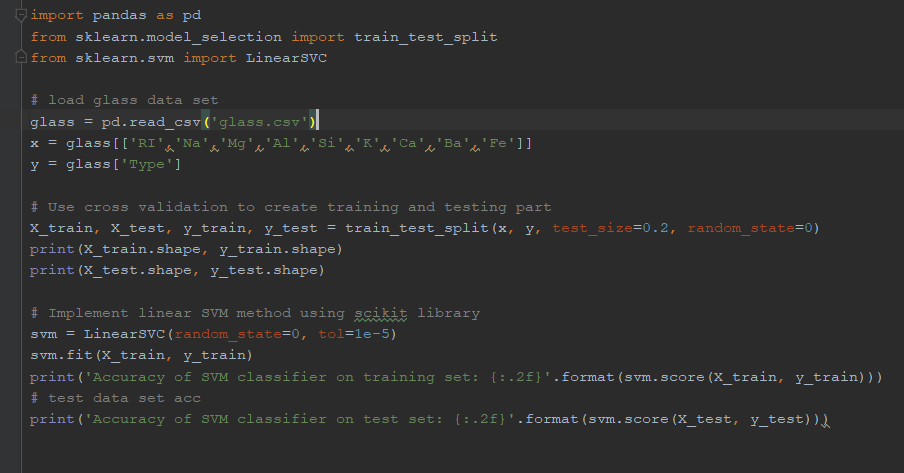 import pandas as pd
from sklearn.model_selection import train_test_split
from sklearn.svm import LinearSVC
# load glass data set
glass = pd.read_csv('glass.csv')
x = glass[['RI','Na','Mg','Al','Si','K','Ca','Ba','Fe']]
y = glass['Type']
# Use cross validation to create training and testing part
X_train, X_test, y_train, y_test = train_test_split(x, y, test_size=0.2, random_state=0)
print(X_train.shape, y_train.shape)
print(X_test.shape, y_test.shape)
# Implement linear SVM method using scikit library
svm = LinearSVC(random_state=0, tol=1e-5)
svm.fit(X_train, y_train)
print('Accuracy of SVM classifier on training set: {:.2f}'.format(svm.score(X_train, y_train)))
# test data set acc
print('Accuracy of SVM classifier on test set: {:.2f}'.format(svm.score(X_test, y_test)))